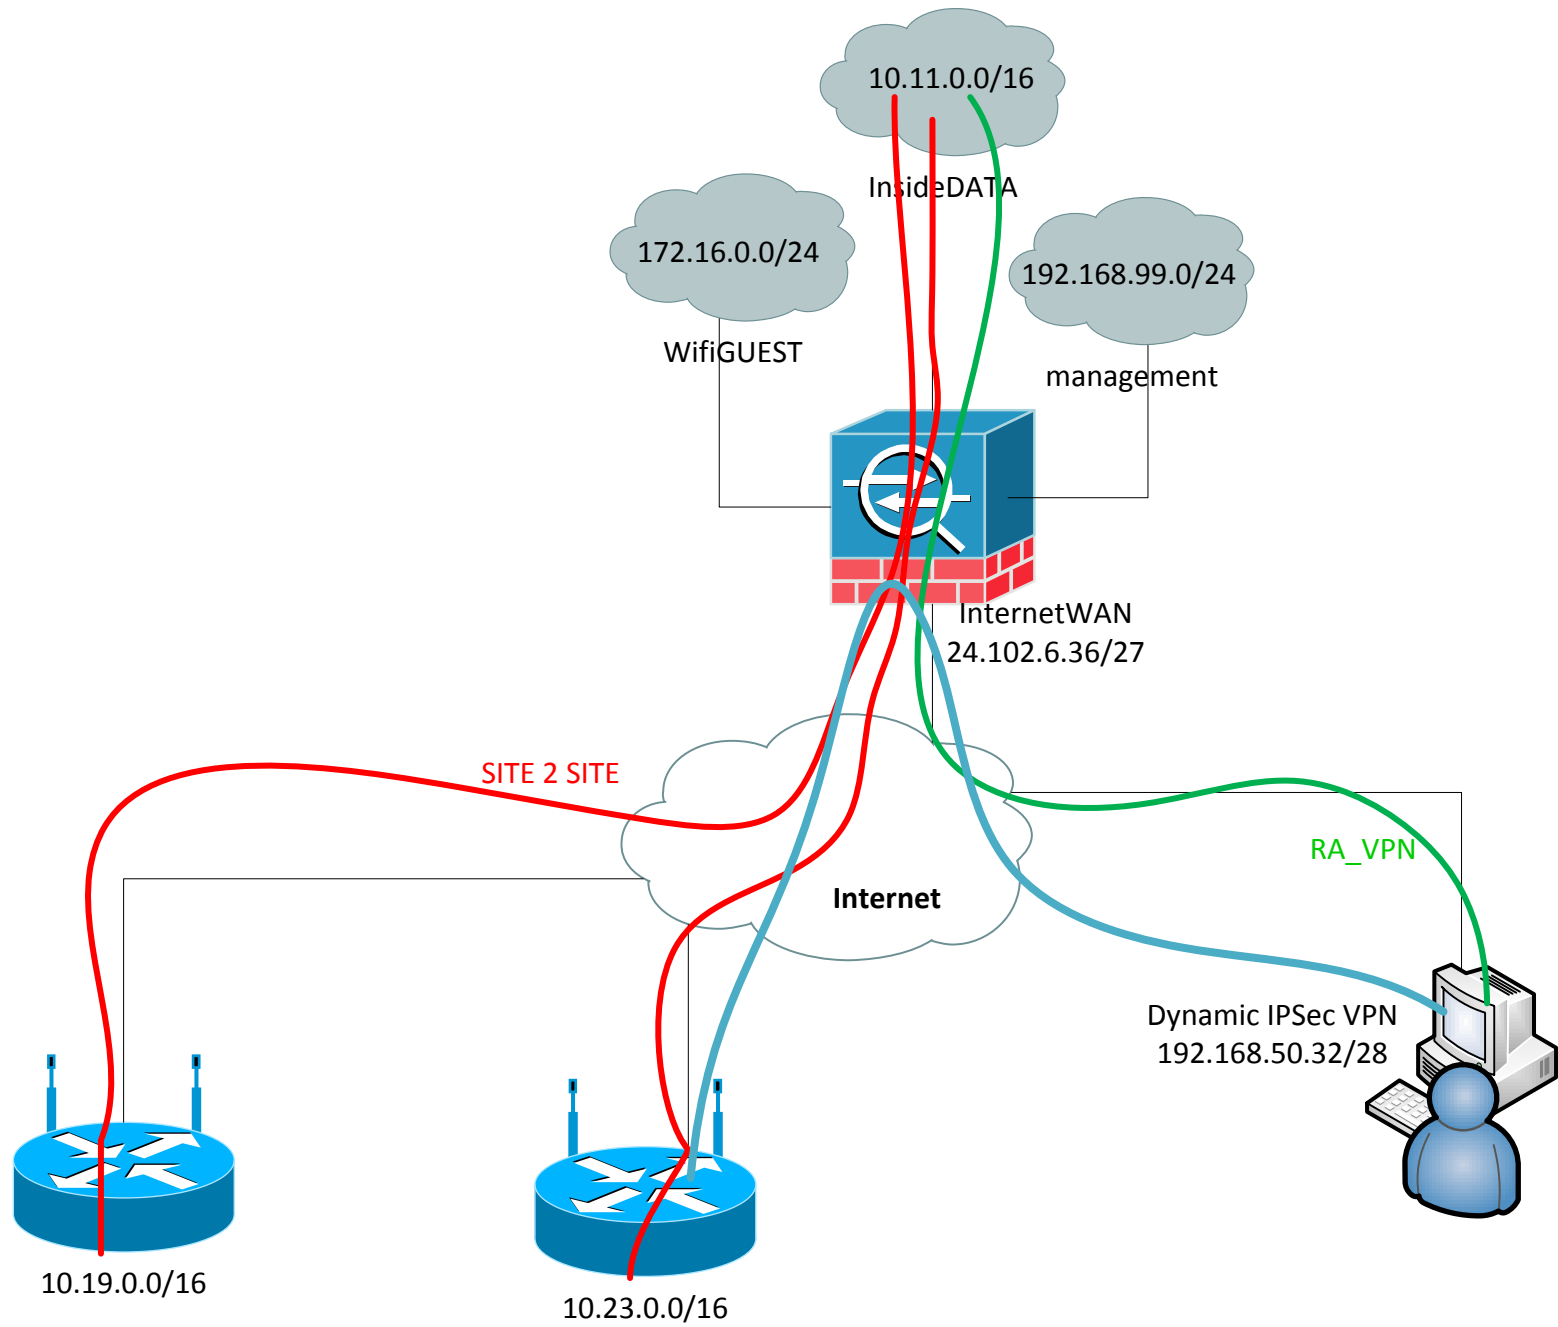 10.11.0.0/16
InsideDATA
172.16.0.0/24
192.168.99.0/24
WifiGUEST
management
InternetWAN
24.102.6.36/27
SITE 2 SITE
RA_VPN
Internet
Dynamic IPSec VPN
192.168.50.32/28
10.19.0.0/16
10.23.0.0/16